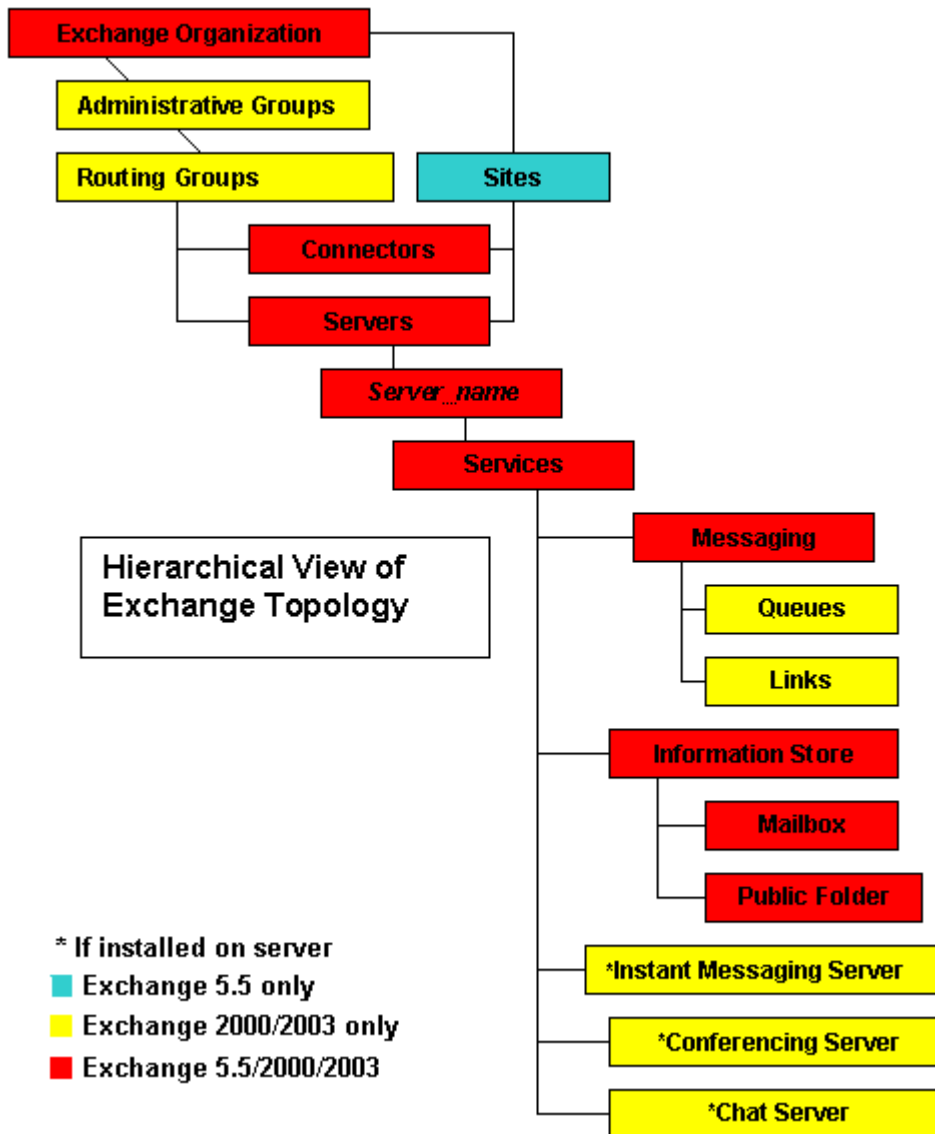 Exchange Organization
Administrative Groups
Routing Groups
Sites
Connectors
Servers
Server_name
Services
Messaging
Hierarchical View of
Exchange Topology
Queues
Links
Information Store
Mailbox
Public Folder
* If installed on server
Exchange 5.5 only
Exchange 2000/2003 only
Exchange 5.5/2000/2003
*Instant Messaging Server
*Conferencing Server
*Chat Server